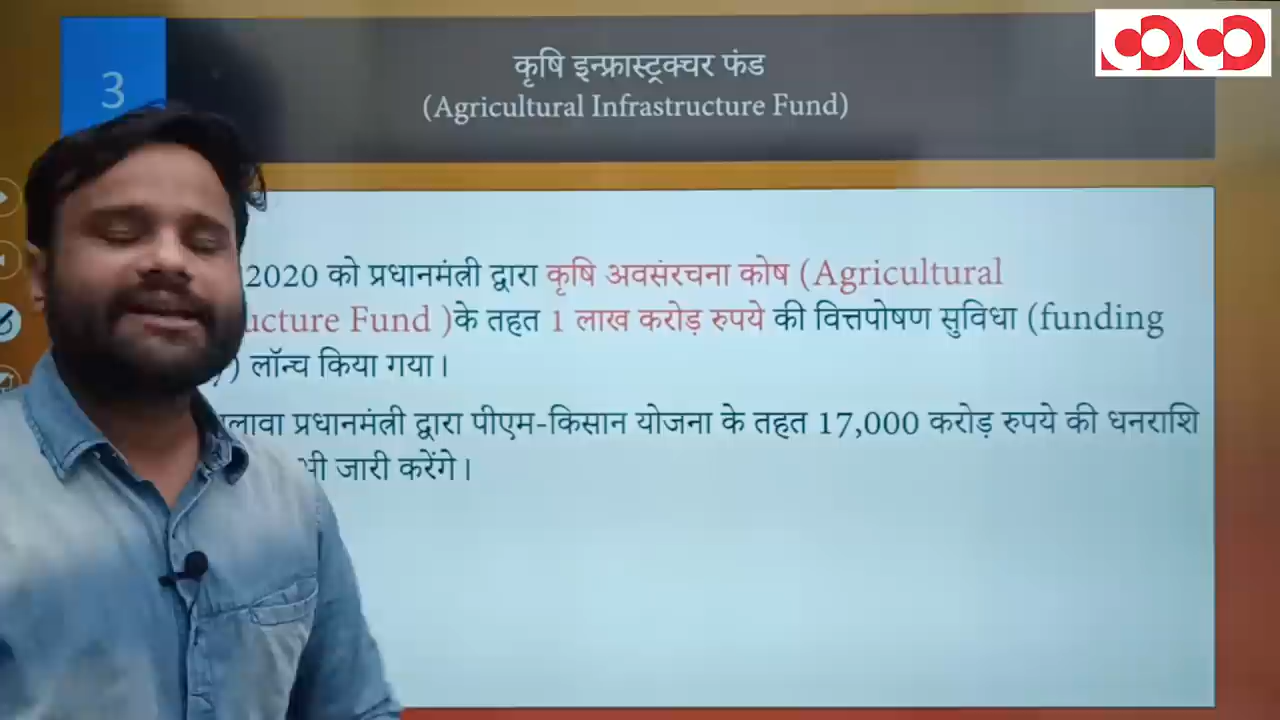 3
कृषि इन्फ्रास्ट्रक्चर फंड
(Agricultural Infrastructure Fund)
2020 को प्रधानमंत्री द्वारा कृषि अवसंरचना कोष (Agricultural
ucture Fund )के तहत 1 लाख करोड़ रुपये की वित्तपोषण सुविधा (funding
) लॉन्च किया गया।
लावा प्रधानमंत्री द्वारा पीएम-किसान योजना के तहत 17,000 करोड़ रुपये की धनराशि
भी जारी करेंगे।